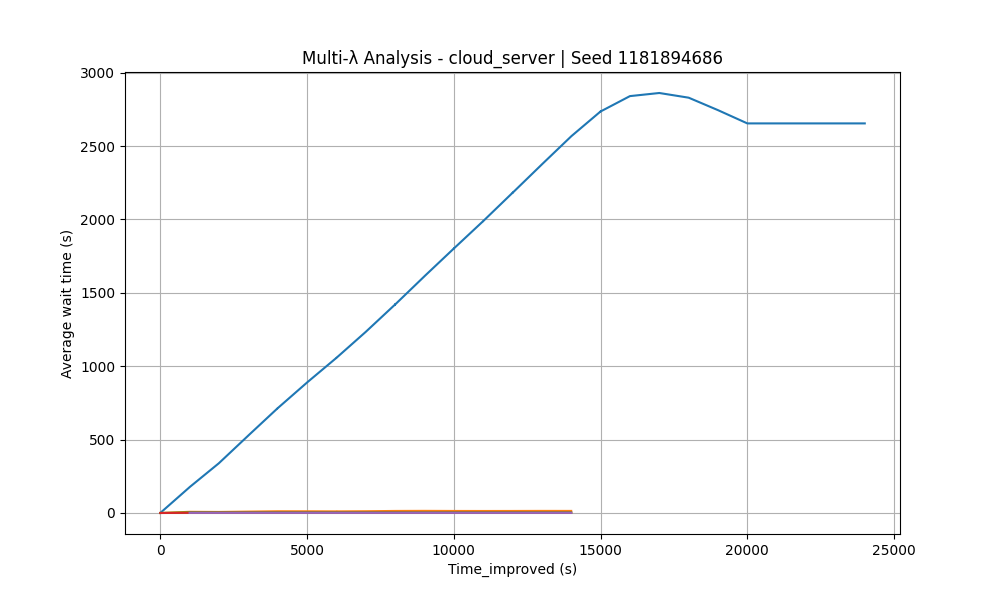 Multi-λ Analysis - cloud_server | Seed 1181894686
3000
2500
2000
1500
1000
500
0
Average wait time (s)
0 5000 10000 15000 20000 25000
Time_improved (s)